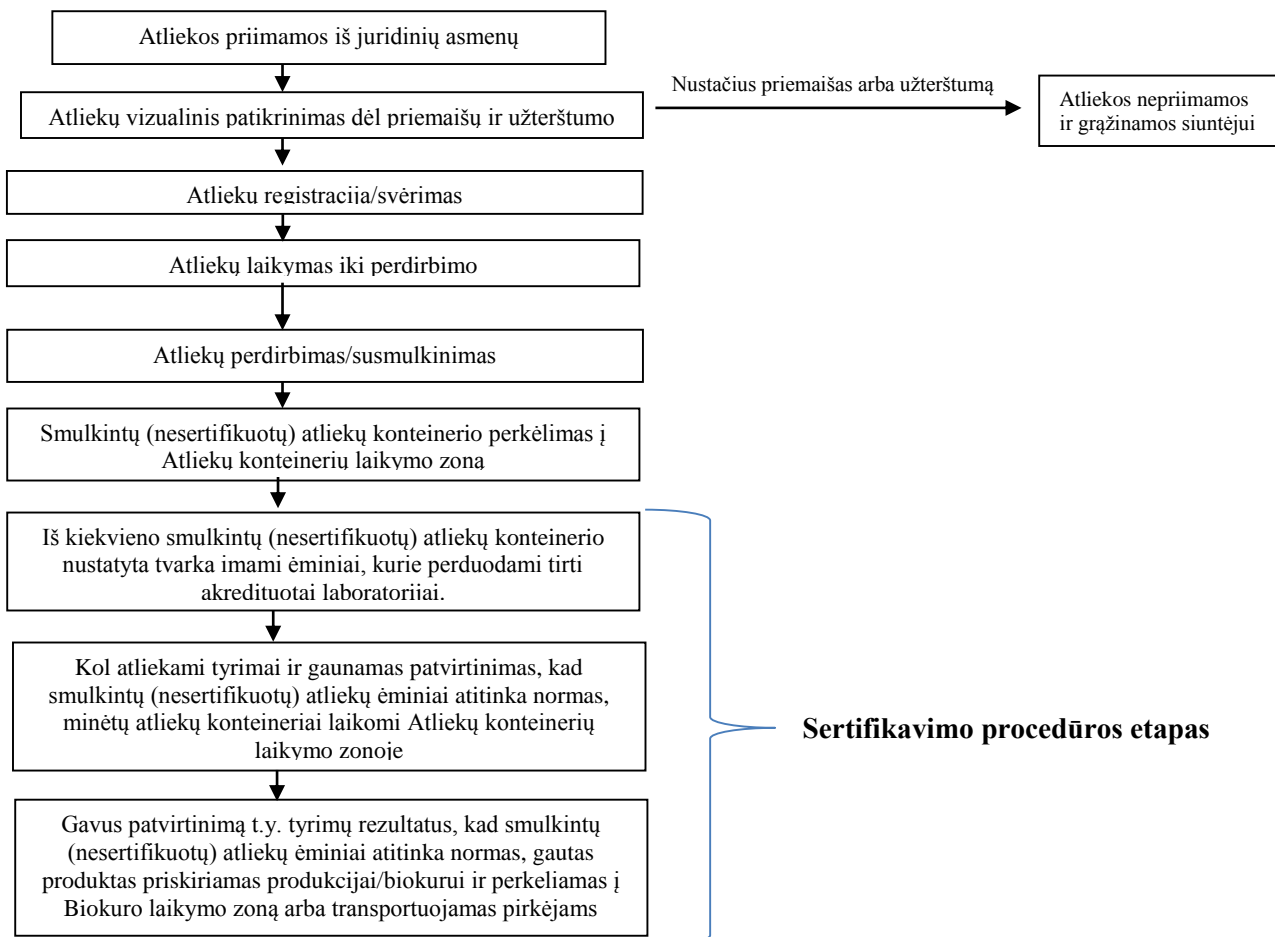 Atliekos priimamos iš juridinių asmenų
Nustačius priemaišas arba užterštumą
Atliekos nepriimamos
ir grąžinamos siuntėjui
Atliekų vizualinis patikrinimas dėl priemaišų ir užterštumo
Atliekų registracija/svėrimas
Atliekų laikymas iki perdirbimo
Atliekų perdirbimas/susmulkinimas
Smulkintų (nesertifikuotų) atliekų konteinerio perkėlimas į
Atliekų konteinerių laikymo zoną
Iš kiekvieno smulkintų (nesertifikuotų) atliekų konteinerio
nustatyta tvarka imami ėminiai, kurie perduodami tirti
akredituotai laboratorijai.
Kol atliekami tyrimai ir gaunamas patvirtinimas, kad
smulkintų (nesertifikuotų) atliekų ėminiai atitinka normas,
minėtų atliekų konteineriai laikomi Atliekų konteinerių
laikymo zonoje
Sertifikavimo procedūros etapas
Gavus patvirtinimą t.y. tyrimų rezultatus, kad smulkintų
(nesertifikuotų) atliekų ėminiai atitinka normas, gautas
produktas priskiriamas produkcijai/biokurui ir perkeliamas į
Biokuro laikymo zoną arba transportuojamas pirkėjams